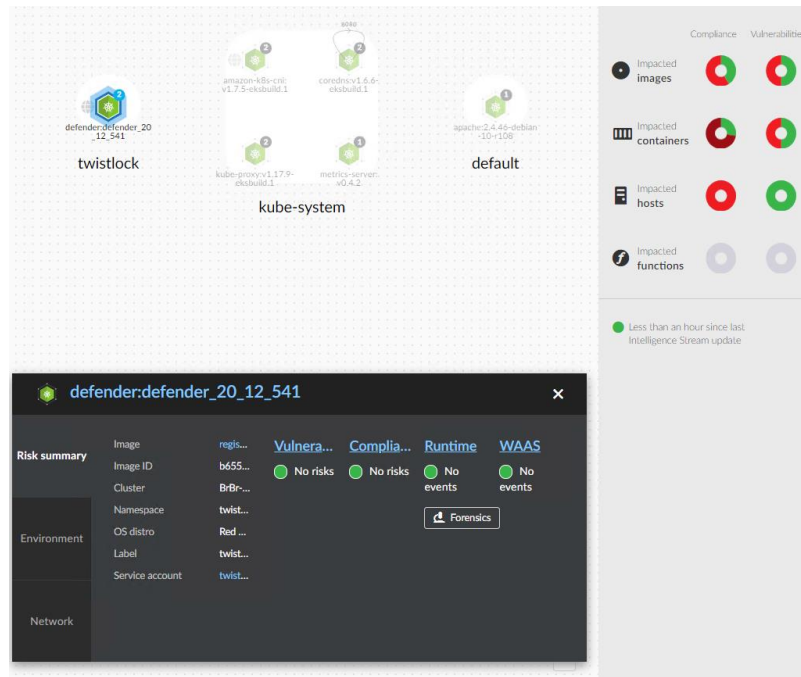 6060
2
2
amazon-k8s-cni:
v1.7.5-eksbuild.1
coredns:v1.6.6-
eksbuild.1
2
defender:defender_20
_12_541
twistlock
1
apache:2.4.46-debian
-10-r108
default
2
1
kube-proxy:v1.17.9-
eksbuild.1
metrics-server:
v0.4.2
kube-system
Compliance Vulnerabilitie
Impacted
images
Impacted
containers
Impacted
hosts
Impacted
functions
Less than an hour since last
Intelligence Stream update
defender:defender_20_12_541 ×
Risk summary
Environment
Network
Image regis...
Image ID b655...
Cluster BrBr-...
Namespace twist...
OS distro Red ...
Label twist...
Service account twist...
Vulnera... Complia... Runtime WAAS
No risks No risks No
events No
events
Forensics